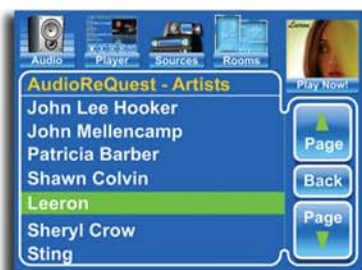 Audio
Player
Sources
Rooms
Leeron
Play Now!
AudioReQuest - Artists
John Lee Hooker
John Mellencamp
Patricia Barber
Shawn Colvin
Leeron
Sheryl Crow
Sting
Page
Back
Page